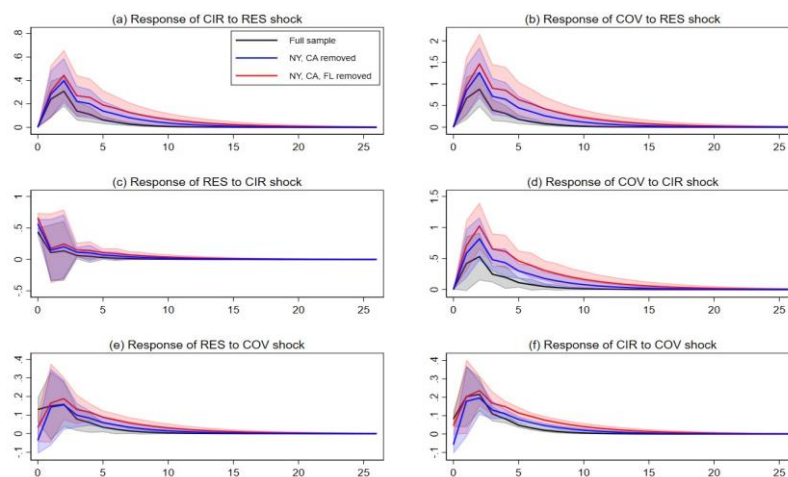 (a) Response of CIR to RES shock
.8
.6
.4
.2
0
0 5 10 15 20 25
Full sample
NY, CA removed
NY, CA, FL removed
(b) Response of COV to RES shock
2
1.5
1
.5
0
0 5 10 15 20 25
(c) Response of RES to CIR shock
1
.5
0
-.5
0 5 10 15 20 25
(d) Response of COV to CIR shock
1.5
1
.5
0
0 5 10 15 20 25
(e) Response of RES to COV shock
.4
.3
.2
.1
0
-.1
0 5 10 15 20 25
(f) Response of CIR to COV shock
.4
.3
.2
.1
0
-.1
0 5 10 15 20 25